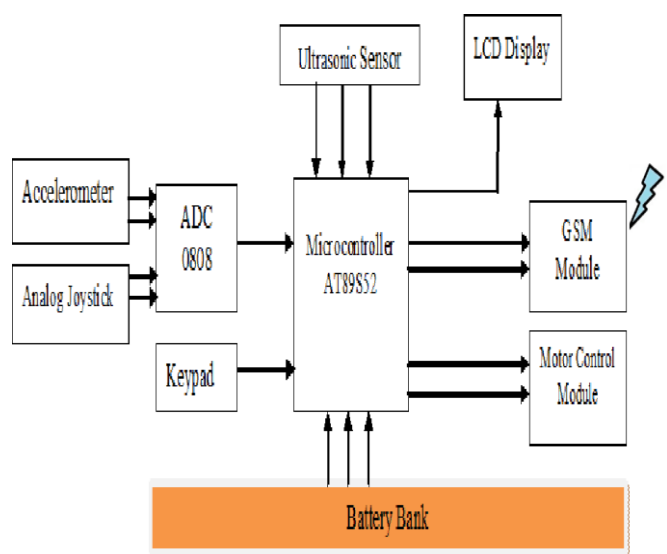 Ultrasonic Sensor
LCD Display
Accelerometer
ADC
0808
Analog Joystick
Microcontroller
AT89S52
GSM
Module
Keypad
Motor Control
Module
Battery Bank